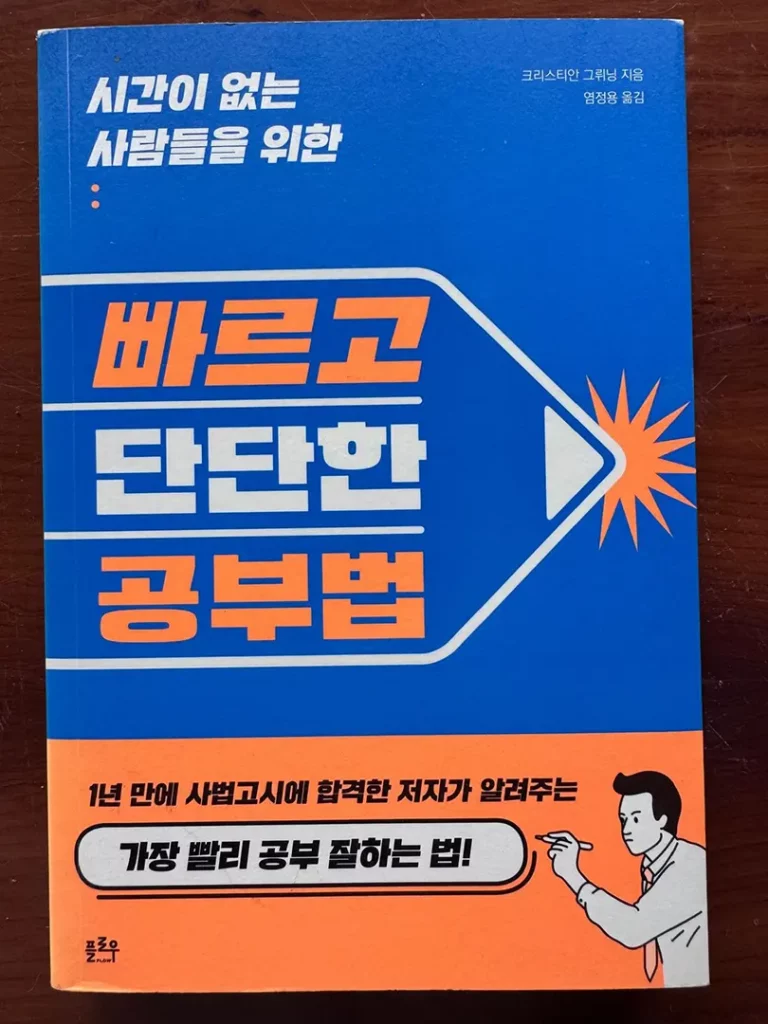 시간이 없는
사람들을 위한
크리스티안 그뤼닝 지음
염정용 옮김
빠르고
단단한
공부법
1년 만에 사법고시에 합격한 저자가 알려주는
가장 빨리 공부 잘하는 법!
플로우
FLOW